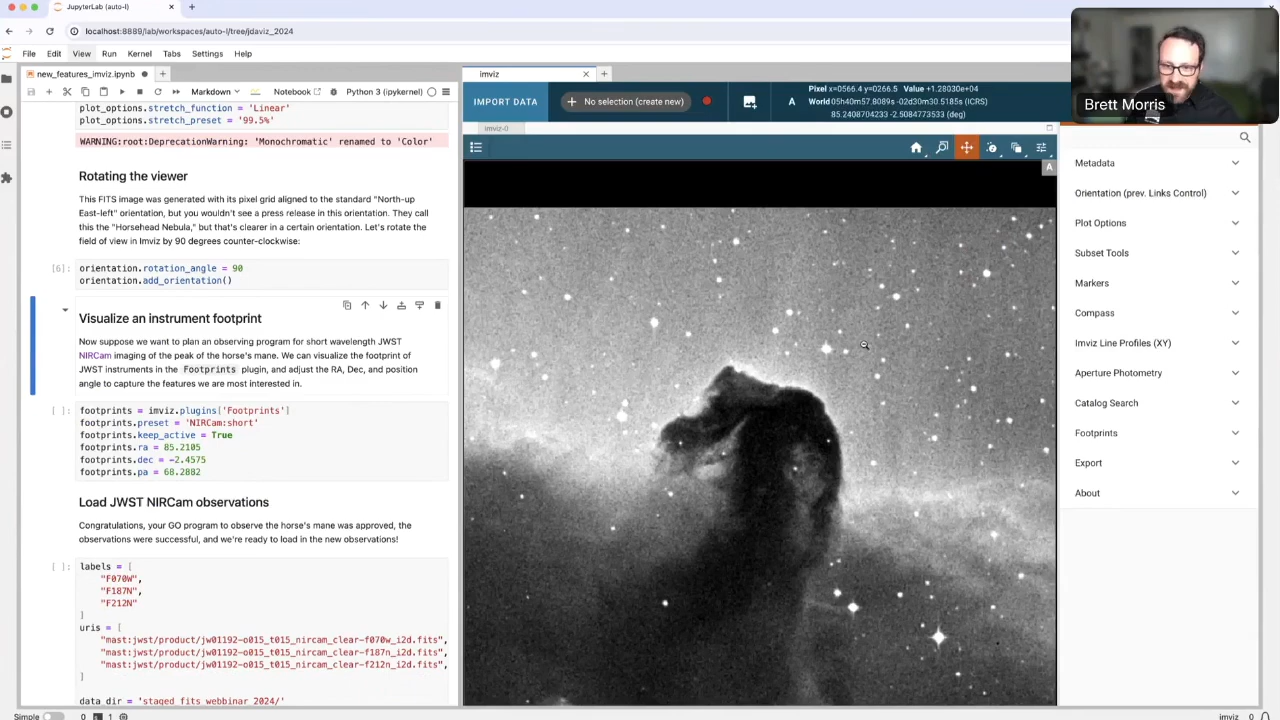 JupyterLab (auto-l)
localhost:8889/lab/workspaces/auto-l/tree/jdaviz_2024
File Edit View Run Kernel Tabs Settings Help
new_features_imviz.ipynb
Markdown Notebook Python 3 (ipykernel)
plot_options.stretch_function = 'Linear'
plot_options.stretch_preset = '99.5%'
WARNING:root:DeprecationWarning: 'Monochromatic' renamed to 'Color'
Rotating the viewer
This FITS image was generated with its pixel grid aligned to the standard "North-up
East-left" orientation, but you wouldn't see a press release in this orientation. They call
this the "Horsehead Nebula," but that's clearer in a certain orientation. Let's rotate the
field of view in Imviz by 90 degrees counter-clockwise:
[6]:
orientation.rotation_angle = 90
orientation.add_orientation()
Visualize an instrument footprint
Now suppose we want to plan an observing program for short wavelength JWST
NIRCam imaging of the peak of the horse's mane. We can visualize the footprint of
JWST instruments in the Footprints plugin, and adjust the RA, Dec, and position
angle to capture the features we are most interested in.
[ ]:
footprints = imviz.plugins['Footprints']
footprints.preset = 'NIRCam:short'
footprints.keep_active = True
footprints.ra = 85.2105
footprints.dec = -2.4575
footprints.pa = 68.2882
Load JWST NIRCam observations
Congratulations, your GO program to observe the horse's mane was approved, the
observations were successful, and we're ready to load in the new observations!
[ ]:
labels = [
"F070W",
"F187N",
"F212N"
]
uris = [
"mast:jwst/product/jw01192-o015_t015_nircam_clear-f070w_i2d.fits",
"mast:jwst/product/jw01192-o015_t015_nircam_clear-f187n_i2d.fits",
"mast:jwst/product/jw01192-o015_t015_nircam_clear-f212n_i2d.fits"
]
data_dir = 'staged_fits_webbinar_2024/'
Simple 0 1
imviz
IMPORT DATA
No selection (create new)
A
Pixel x=0566.4 y=0266.5 Value +1.28030e+04
World 05h40m57.8089s -02d30m30.5185s (ICRS)
85.2408704233 -2.5084773533 (deg)
imviz-0
A
Brett Morris
Metadata
Orientation (prev. Links Control)
Plot Options
Subset Tools
Markers
Compass
Imviz Line Profiles (XY)
Aperture Photometry
Catalog Search
Footprints
Export
About
imviz 0